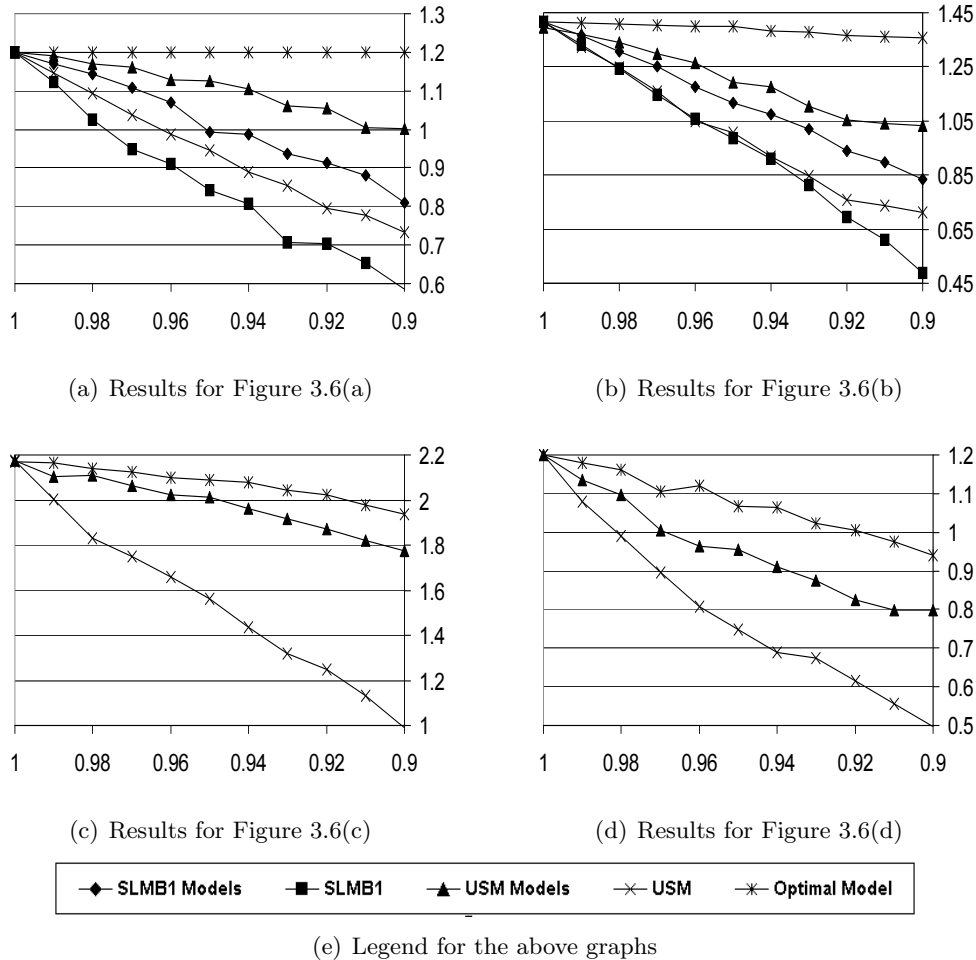 1.3
1.2
1.1
1
0.9
0.8
0.7
0.6
1 0.98 0.96 0.94 0.92 0.9
(a) Results for Figure 3.6(a)
1.45
1.25
1.05
0.85
0.65
0.45
1 0.98 0.96 0.94 0.92 0.9
(b) Results for Figure 3.6(b)
2.2
2
1.8
1.6
1.4
1.2
1
1 0.98 0.96 0.94 0.92 0.9
(c) Results for Figure 3.6(c)
1.2
1.1
1
0.9
0.8
0.7
0.6
0.5
1 0.98 0.96 0.94 0.92 0.9
(d) Results for Figure 3.6(d)
SLMB1 Models SLMB1 USM Models USM Optimal Model
(e) Legend for the above graphs